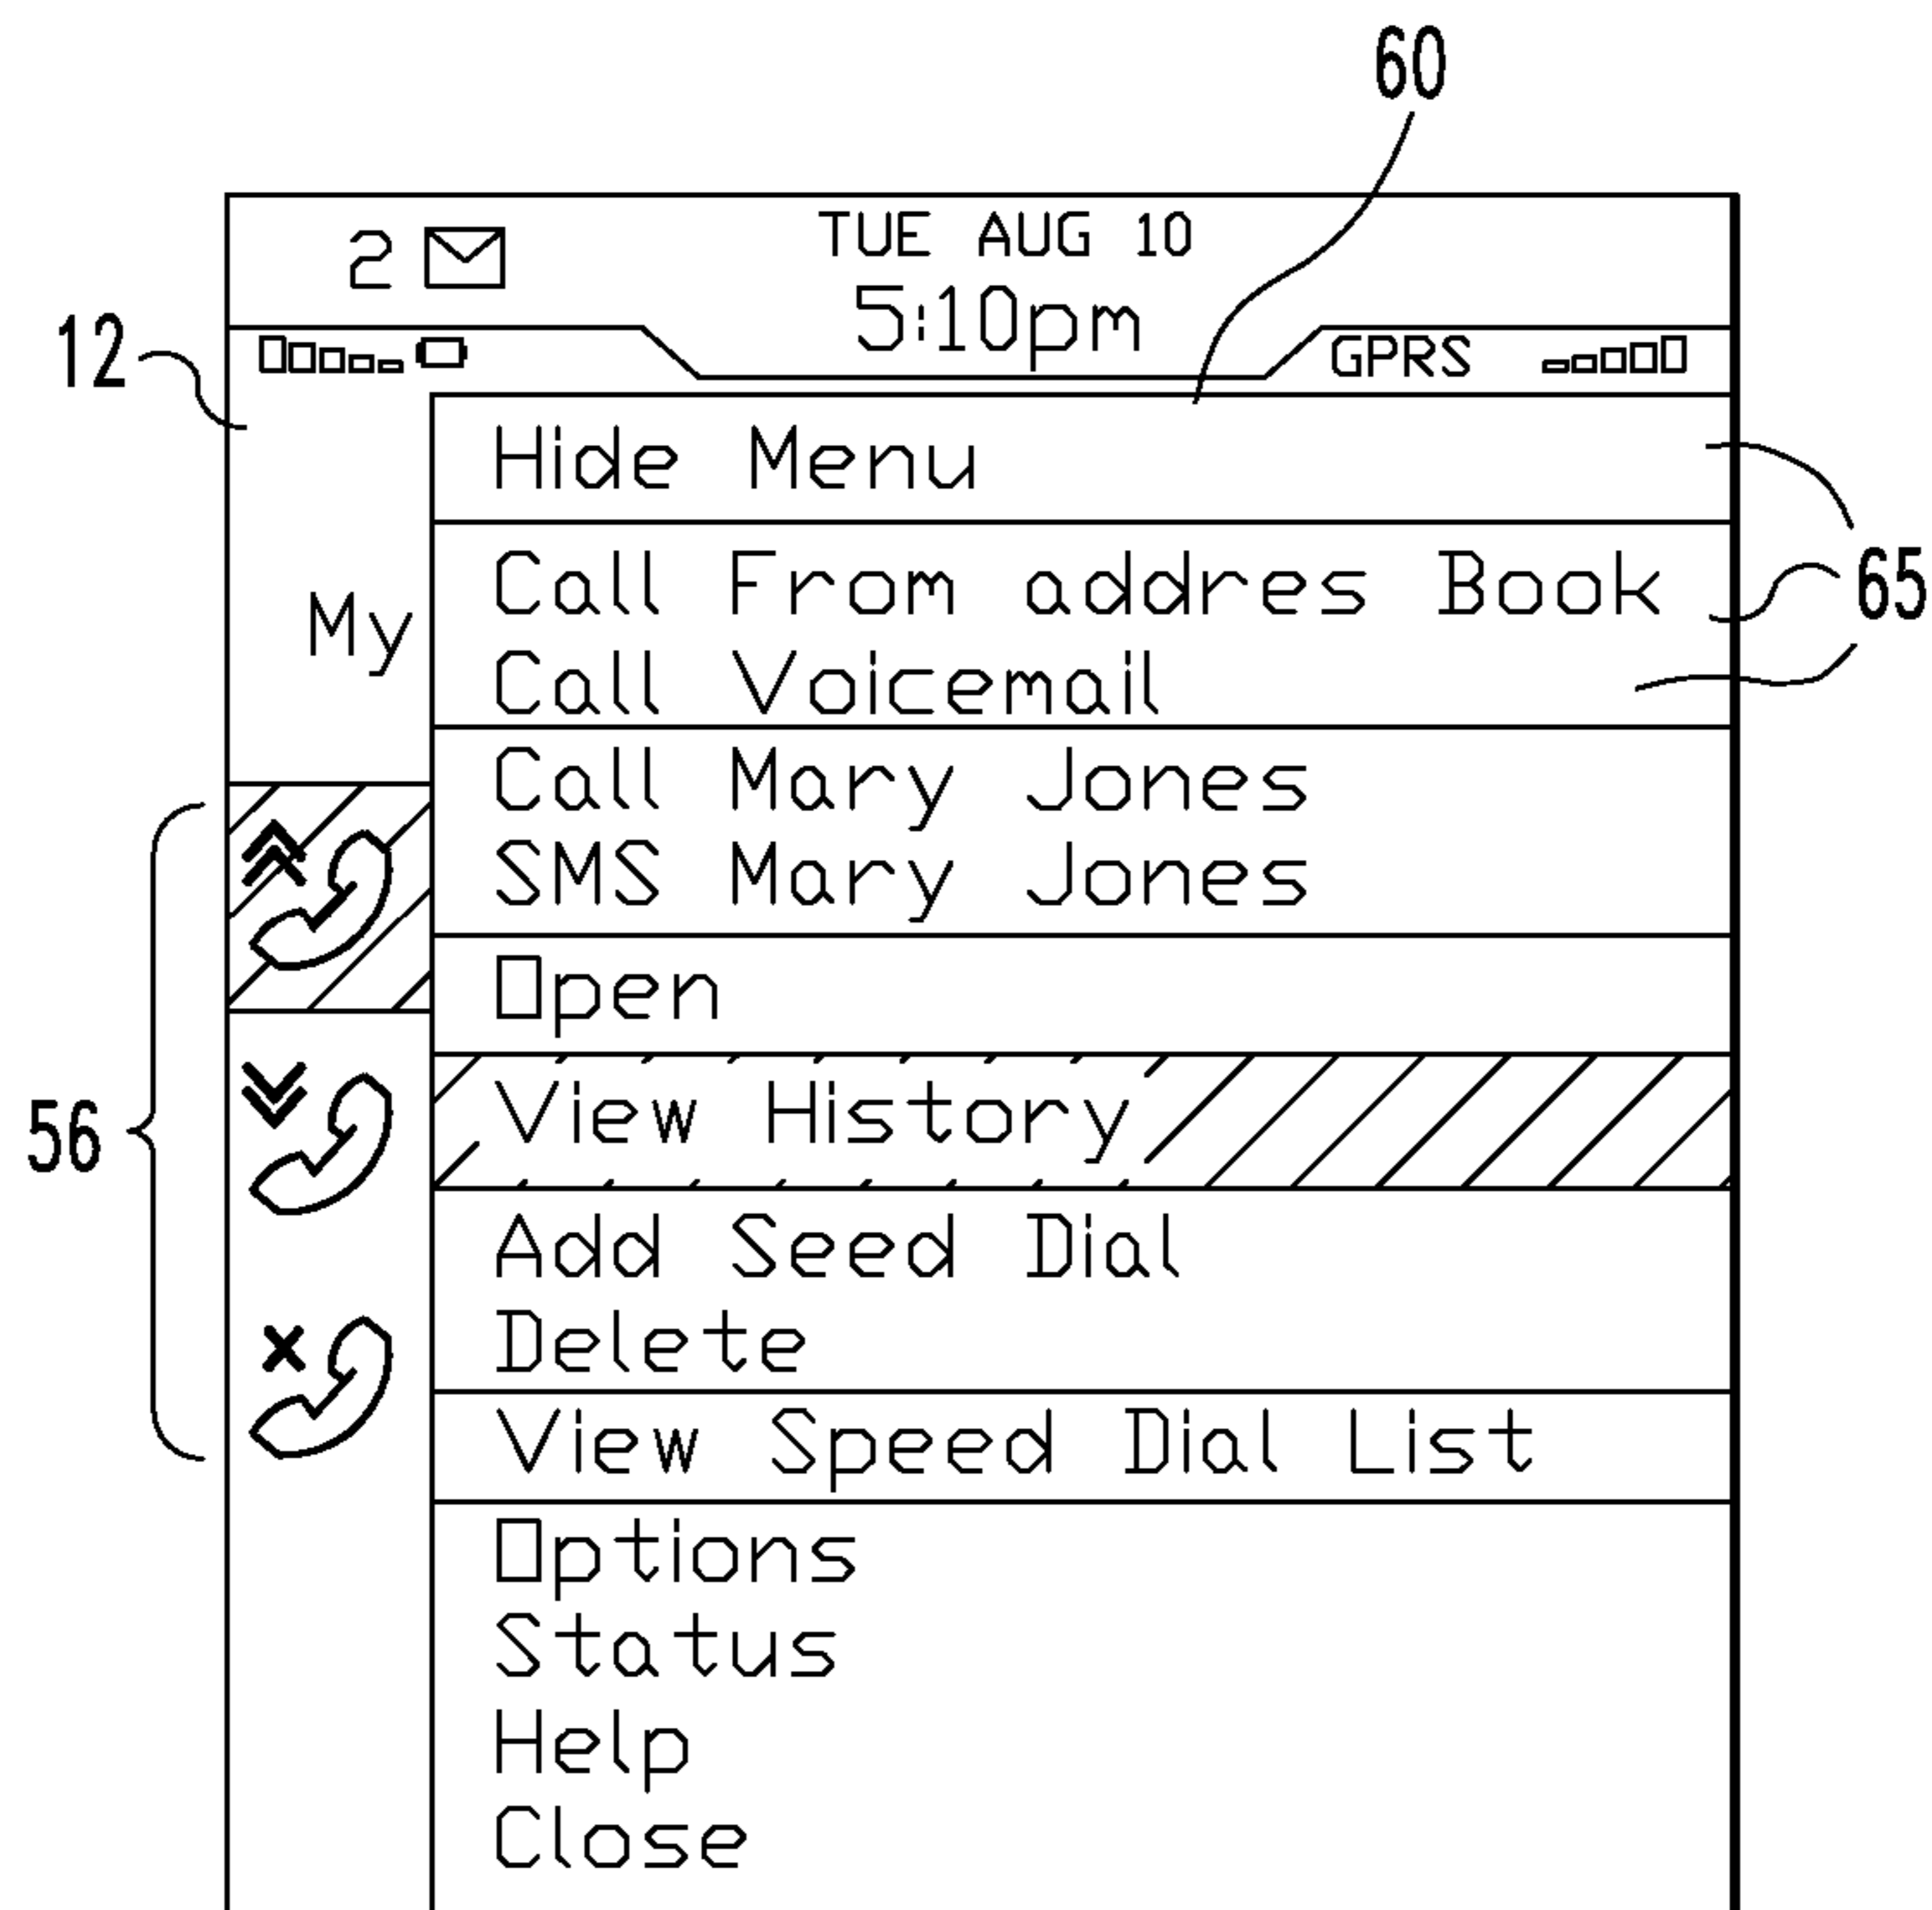 60
2 TUE AUG 10
5:10pm
12
GPRS
Hide Menu
65
Call From addres Book
My
Call Voicemail
Call Mary Jones
SMS Mary Jones
Open
56
View History
Add Seed Dial
Delete
View Speed Dial List
Options
Status
Help
Close